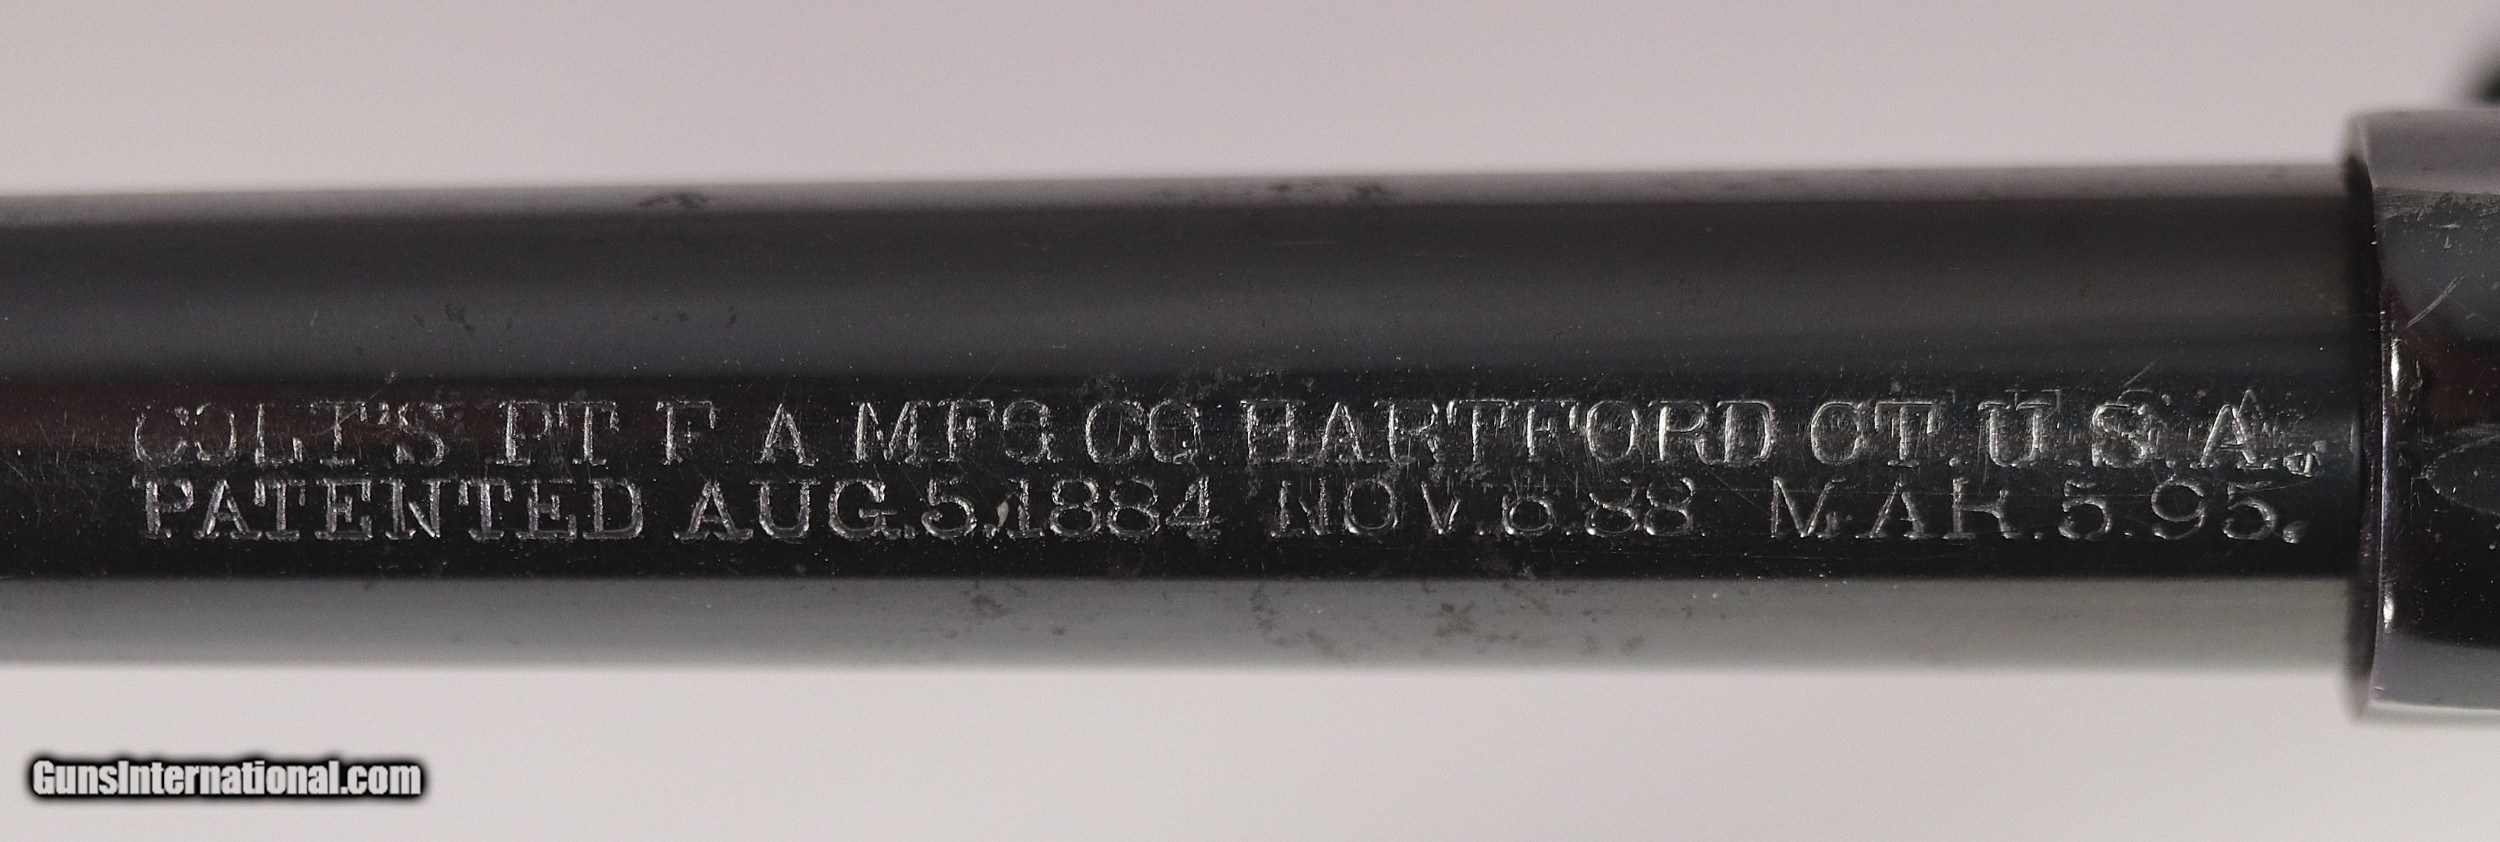 COLT'S PT F A MFG CO. HARTFORD CT. U.S.A.
PATENTED AUG.5,1884 NOV.6.88. MAR.5.95.
GunsInternational.com